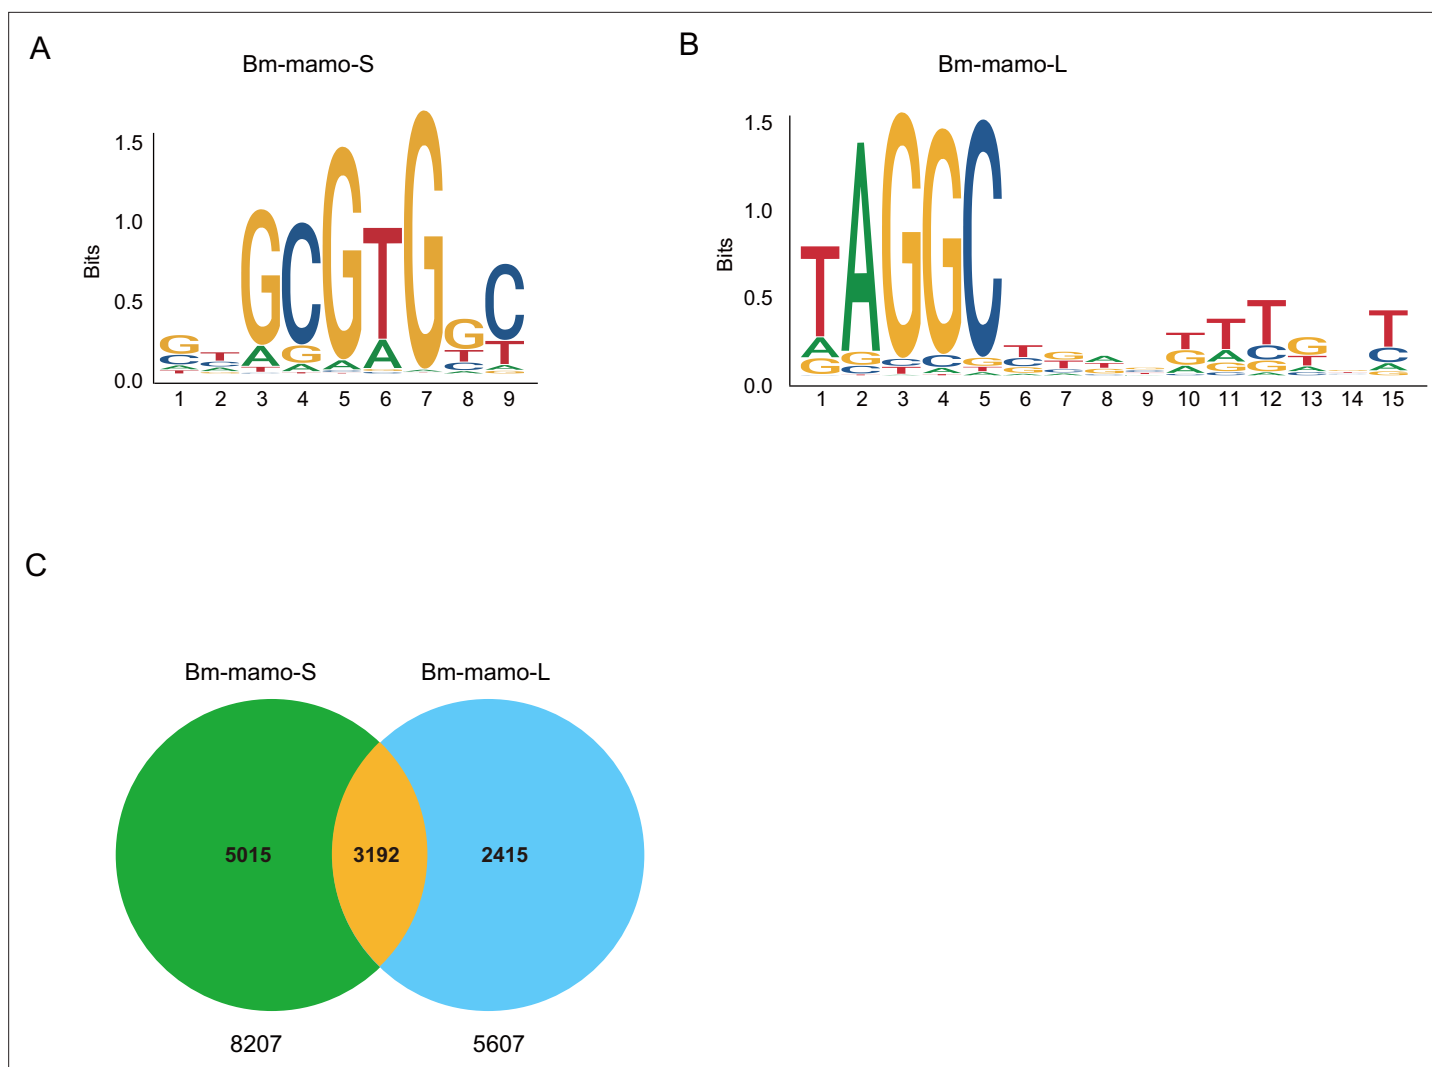 A
Bm-mamo-S
Bits
1.5
1.0
0.5
0.0
G C G T G G C
1 2 3 4 5 6 7 8 9
B
Bm-mamo-L
Bits
1.5
1.0
0.5
0.0
T A G G C T G A T T T G T
1 2 3 4 5 6 7 8 9 10 11 12 13 14 15
C
Bm-mamo-S Bm-mamo-L
5015 3192 2415
8207 5607